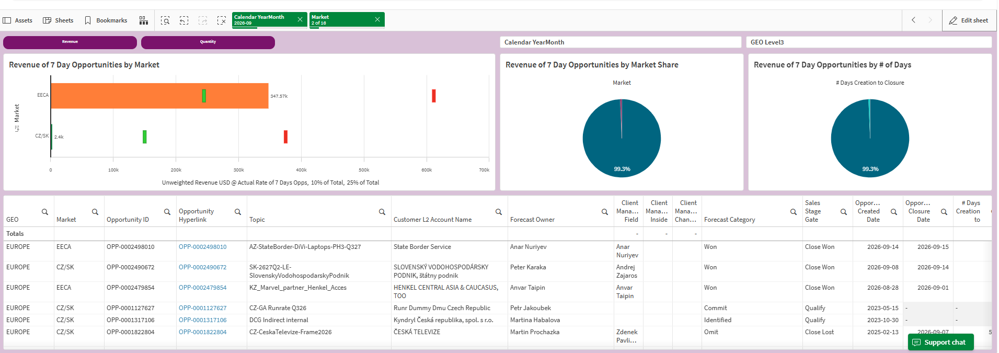 Assets
Sheets
Bookmarks
Calendar YearMonth
2026-09
Market
2 of 16
Edit sheet
Revenue
Quantity
Calendar YearMonth
GEO Level3
Revenue of 7 Day Opportunities by Market
Market
EECA
347.57k
CZ/SK
2.4k
0
100k
200k
300k
400k
500k
600k
700k
Unweighted Revenue USD @ Actual Rate of 7 Days Opps, 10% of Total, 25% of Total
Revenue of 7 Day Opportunities by Market Share
Market
99.3%
Revenue of 7 Day Opportunities by # of Days
# Days Creation to Closure
99.3%
GEO
Market
Opportunity ID
Opportunity
Hyperlink
Topic
Customer L2 Account Name
Forecast Owner
Client
Mana...
Field
Client
Mana...
Inside
Client
Mana...
Chan...
Forecast Category
Sales
Stage
Gate
Oppor...
Created
Date
Oppor...
Closure
Date
# Days
Creation
to
Totals
-
-
-
EUROPE
EECA
OPP-0002498010
OPP-0002498010
AZ-StateBorder-DiVi-Laptops-PH3-Q327
State Border Service
Anar Nuriyev
Anar
Nuriyev
Won
Close Won
2026-09-14
2026-09-15
EUROPE
CZ/SK
OPP-0002490672
OPP-0002490672
SK-2627Q2-LE-
SlovenskyVodohospodarskyPodnik
SLOVENSKÝ VODOHOSPODÁRSKY
PODNIK, štátny podnik
Peter Karaka
Andrej
Zajaros
Won
Close Won
2026-09-08
2026-09-14
EUROPE
EECA
OPP-0002479854
OPP-0002479854
KZ_Marvel_partner_Henkel_Acces
HENKEL CENTRAL ASIA & CAUCASUS,
TOO
Anvar Taipin
Anvar
Taipin
Won
Close Won
2026-08-28
2026-09-01
EUROPE
CZ/SK
OPP-0001127627
OPP-0001127627
CZ-GA Runrate Q326
Runr Dummy Dmu Czech Republic
Petr Jakoubek
Commit
Qualify
2023-05-15
-
-
EUROPE
CZ/SK
OPP-0001317106
OPP-0001317106
DCG Indirect internal
Kyndryl Česká republika, spol. s r.o.
Martina Habalova
Identified
Qualify
2023-10-30
-
-
EUROPE
CZ/SK
OPP-0001822804
OPP-0001822804
CZ-CeskaTelevize-Frame2026
ČESKÁ TELEVIZE
Martin Prochazka
Zdenek
Pavli...
Omit
Close Lost
2025-02-13
2026-09-07
5
Support chat